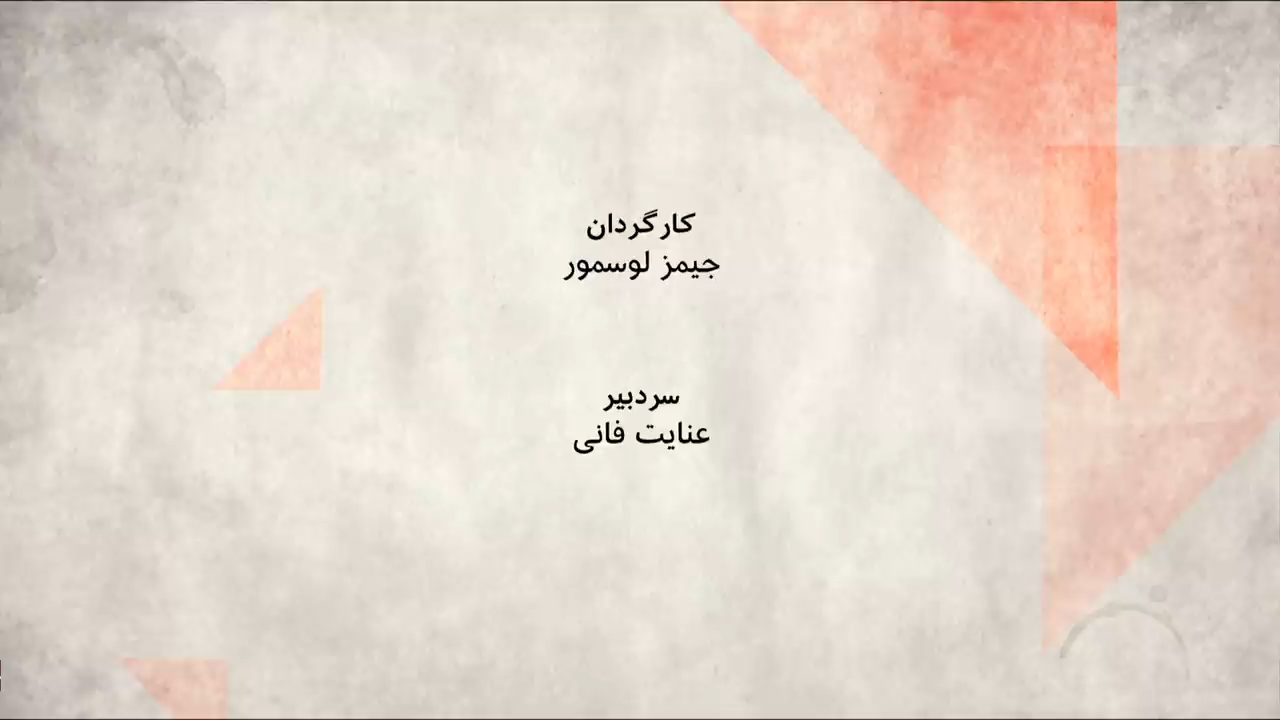 کارگردان
جیمز لوسمور
سردبیر
عنایت فانی